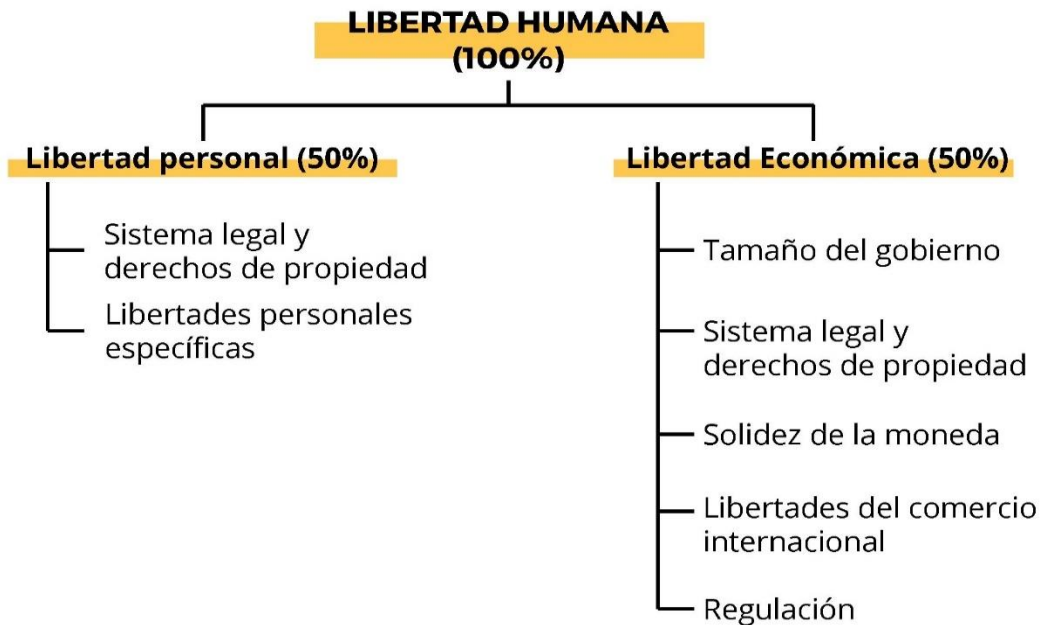 LIBERTAD HUMANA
(100%)
Libertad personal (50%)
Sistema legal y
derechos de propiedad
Libertades personales
específicas
Libertad Económica (50%)
Tamaño del gobierno
Sistema legal y
derechos de propiedad
Solidez de la moneda
Libertades del comercio
internacional
Regulación